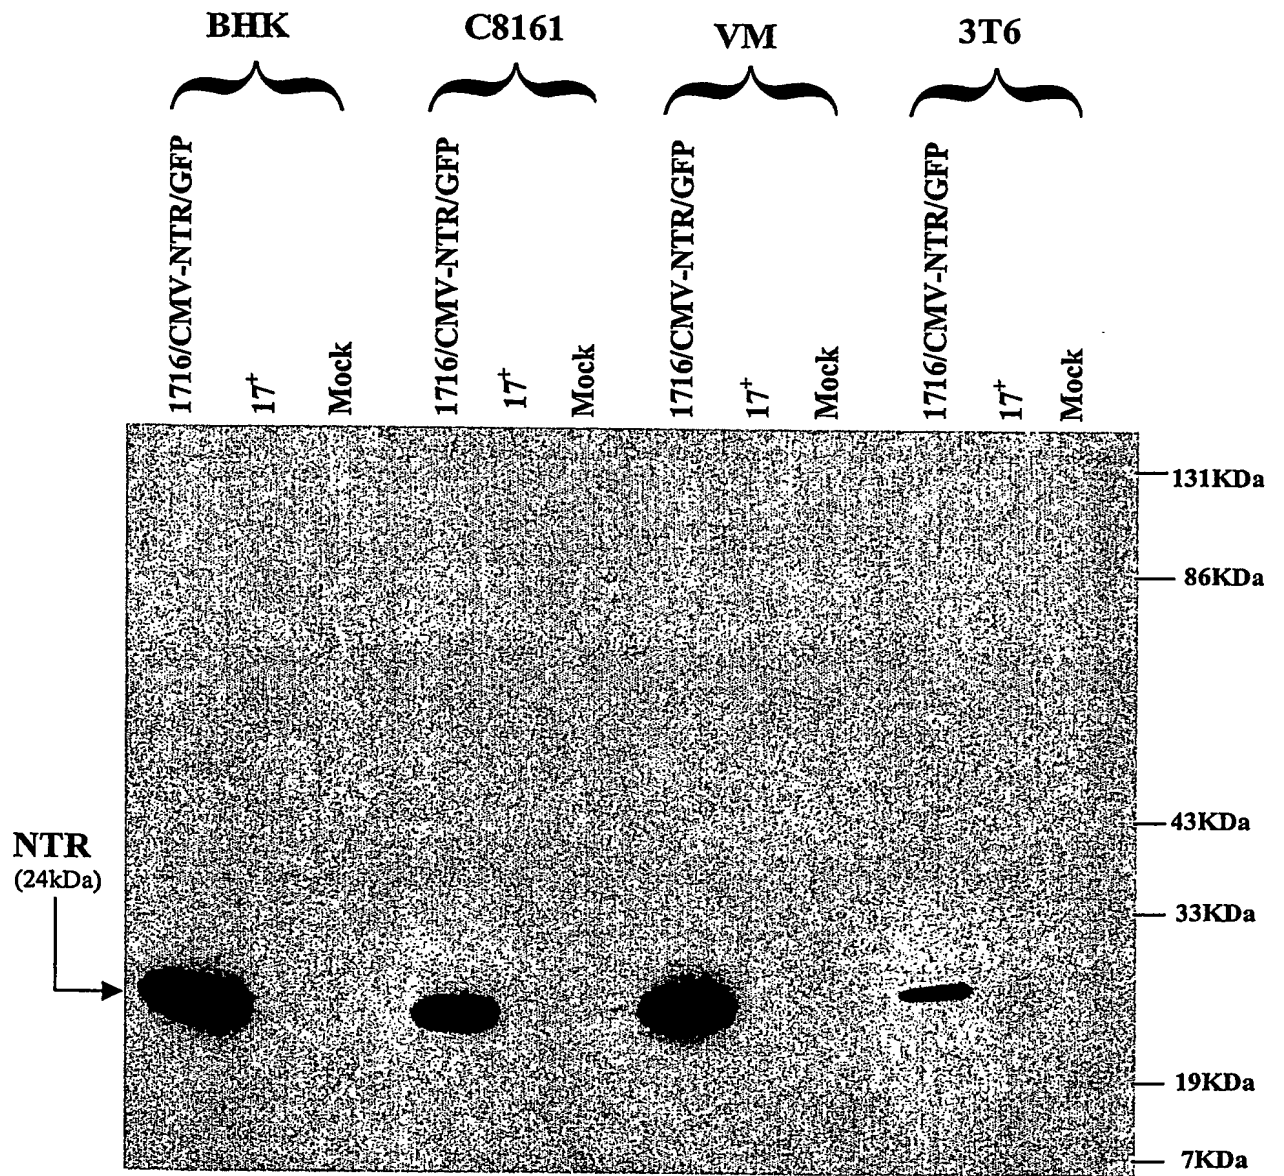 BHK
C8161
VM
3T6
1716/CMV-NTR/GFP
17+
Mock
1716/CMV-NTR/GFP
17+
Mock
1716/CMV-NTR/GFP
17+
Mock
1716/CMV-NTR/GFP
17+
Mock
131KDa
86KDa
43KDa
NTR
(24kDa)
33KDa
19KDa
7KDa